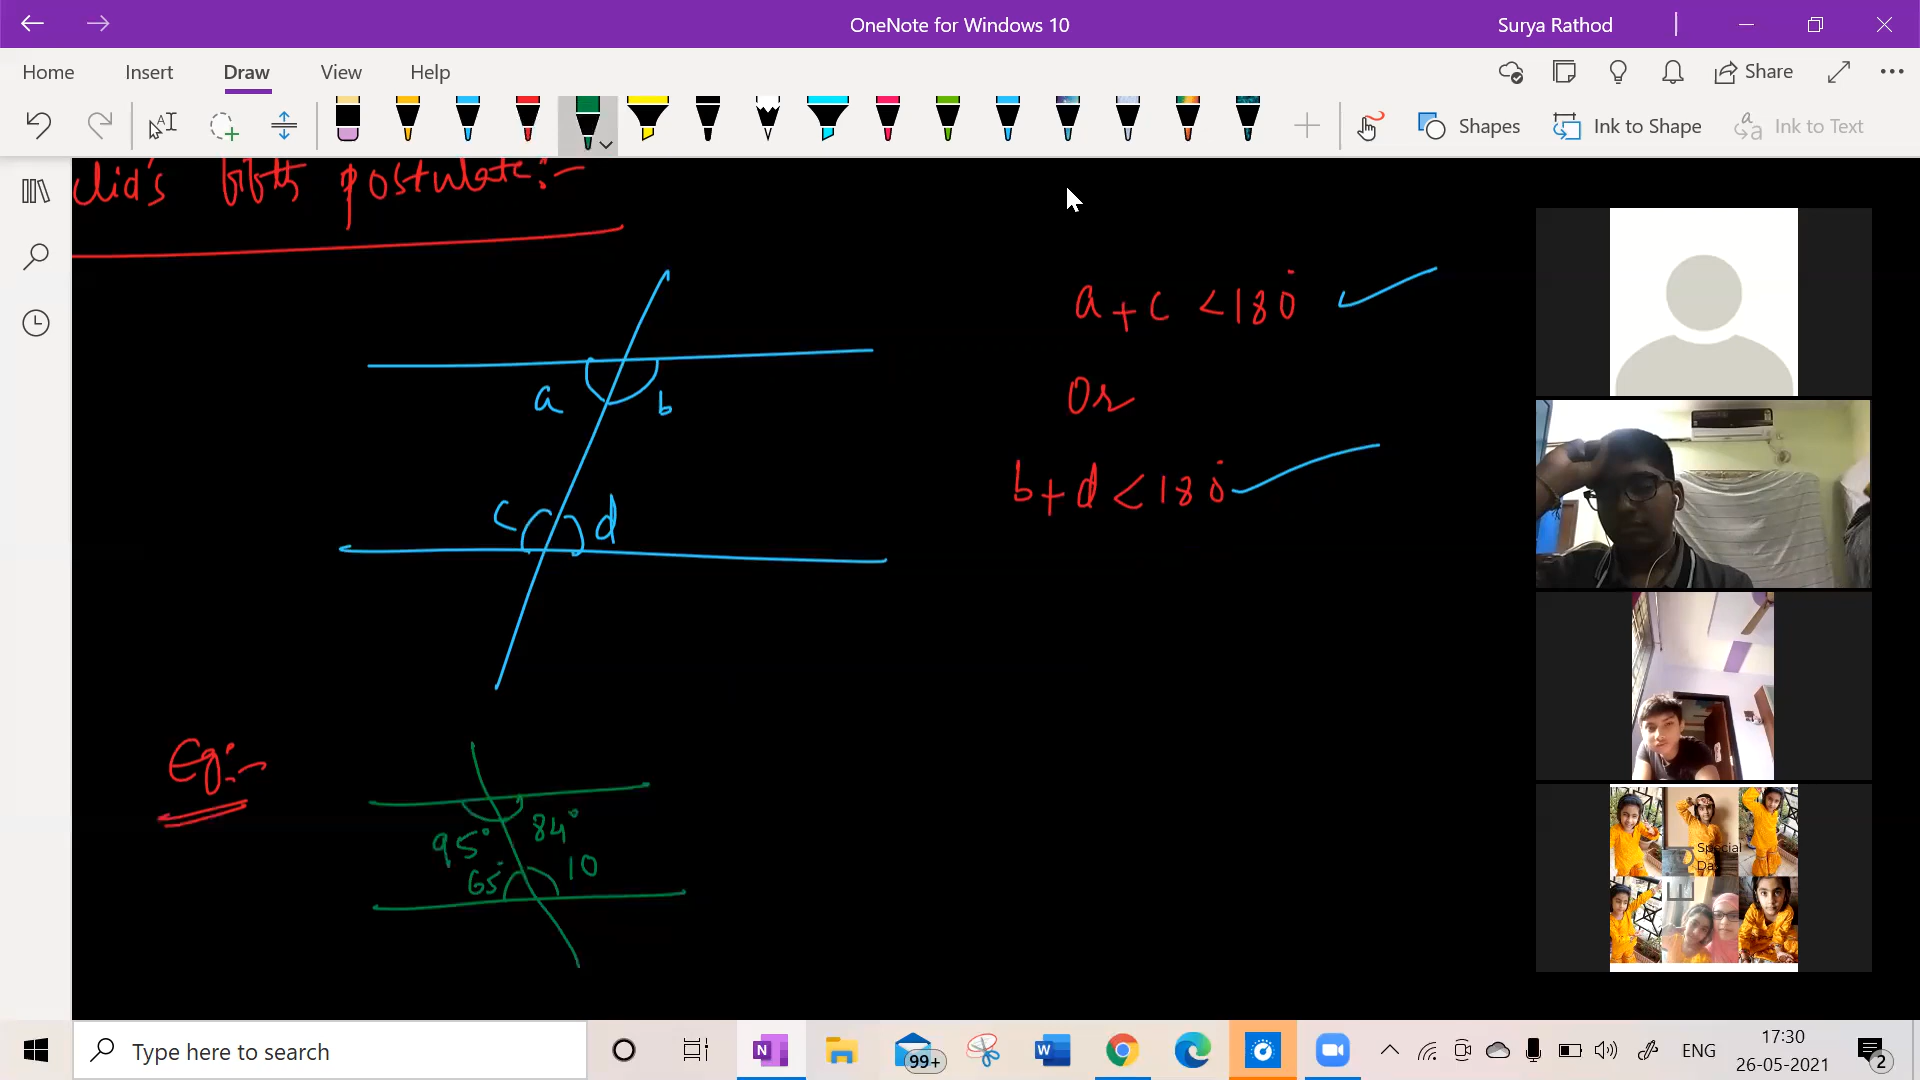 OneNote for Windows 10
Surya Rathod
Home Insert Draw View Help
Share
Shapes
Ink to Shape
Ink to Text
postulate:-
a+c <180°
Or
b+d <180°
a b
c d
Eg:-
95° 84°
65° 10
Special
Day
Type here to search
99+
ENG
17:30
26-05-2021
2